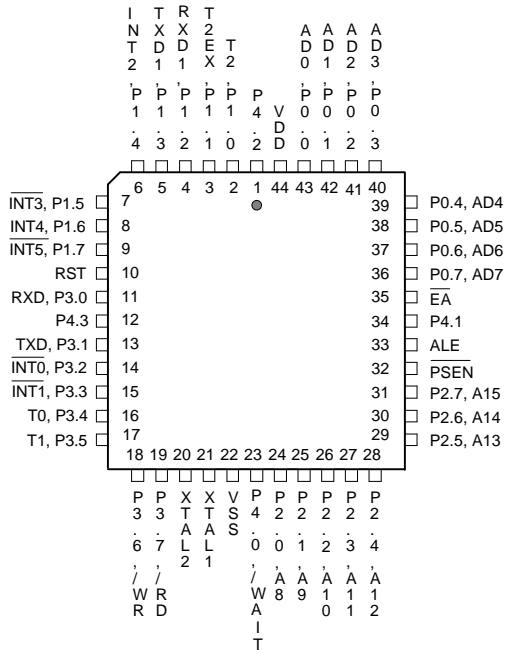 INT2,P1.4
TXD1,P1.3
RXD1,P1.2
T2EX,P1.1
T2,P1.0
P4.2
VDD
AD0,P0.0
AD1,P0.1
AD2,P0.2
AD3,P0.3
6 5 4 3 2 1 44 43 42 41 40
INT3, P1.5 7
INT4, P1.6 8
INT5, P1.7 9
RST 10
RXD, P3.0 11
P4.3 12
TXD, P3.1 13
INT0, P3.2 14
INT1, P3.3 15
T0, P3.4 16
T1, P3.5 17
39 P0.4, AD4
38 P0.5, AD5
37 P0.6, AD6
36 P0.7, AD7
35 EA
34 P4.1
33 ALE
32 PSEN
31 P2.7, A15
30 P2.6, A14
29 P2.5, A13
18 19 20 21 22 23 24 25 26 27 28
P3.6,/WR
P3.7,/RD
XTAL2
XTAL1
VSS
P4.0,/WAIT
P2.0,A8
P2.1,A9
P2.2,A10
P2.3,A11
P2.4,A12